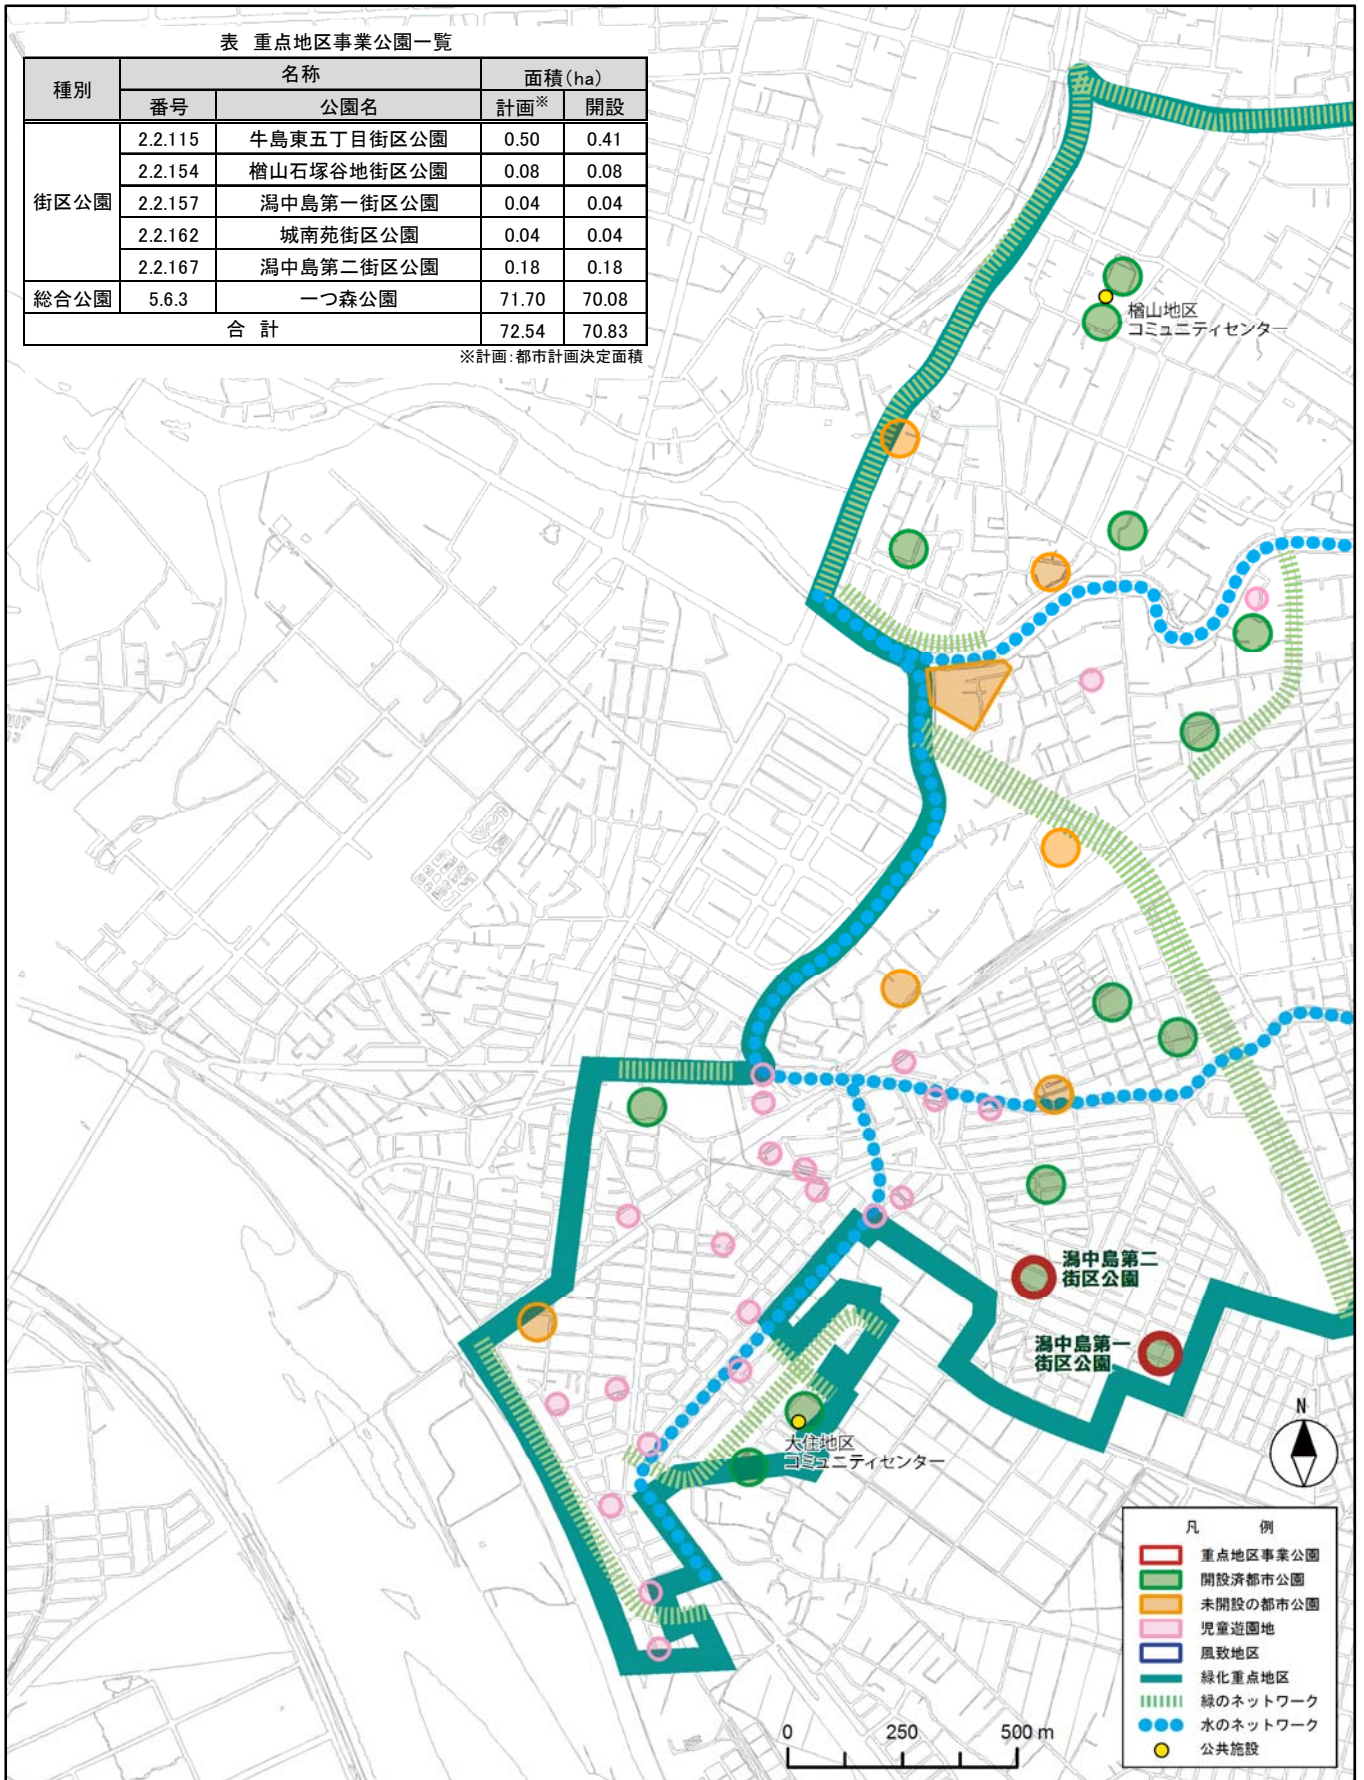 表 重点地区事業公園一覧
種別 名称 面積(ha)
番号 公園名 計画※ 開設
街区公園 2.2.115 牛島東五丁目街区公園 0.50 0.41
2.2.154 楢山石塚谷地街区公園 0.08 0.08
2.2.157 潟中島第一街区公園 0.04 0.04
2.2.162 城南苑街区公園 0.04 0.04
2.2.167 潟中島第二街区公園 0.18 0.18
総合公園 5.6.3 一つ森公園 71.70 70.08
合 計 72.54 70.83
※計画:都市計画決定面積
楢山地区
コミュニティセンター
潟中島第二
街区公園
潟中島第一
街区公園
大住地区
コミュニティセンター
N
凡 例
重点地区事業公園
開設済都市公園
未開設の都市公園
児童遊園地
風致地区
緑化重点地区
緑のネットワーク
水のネットワーク
公共施設
0 250 500 m